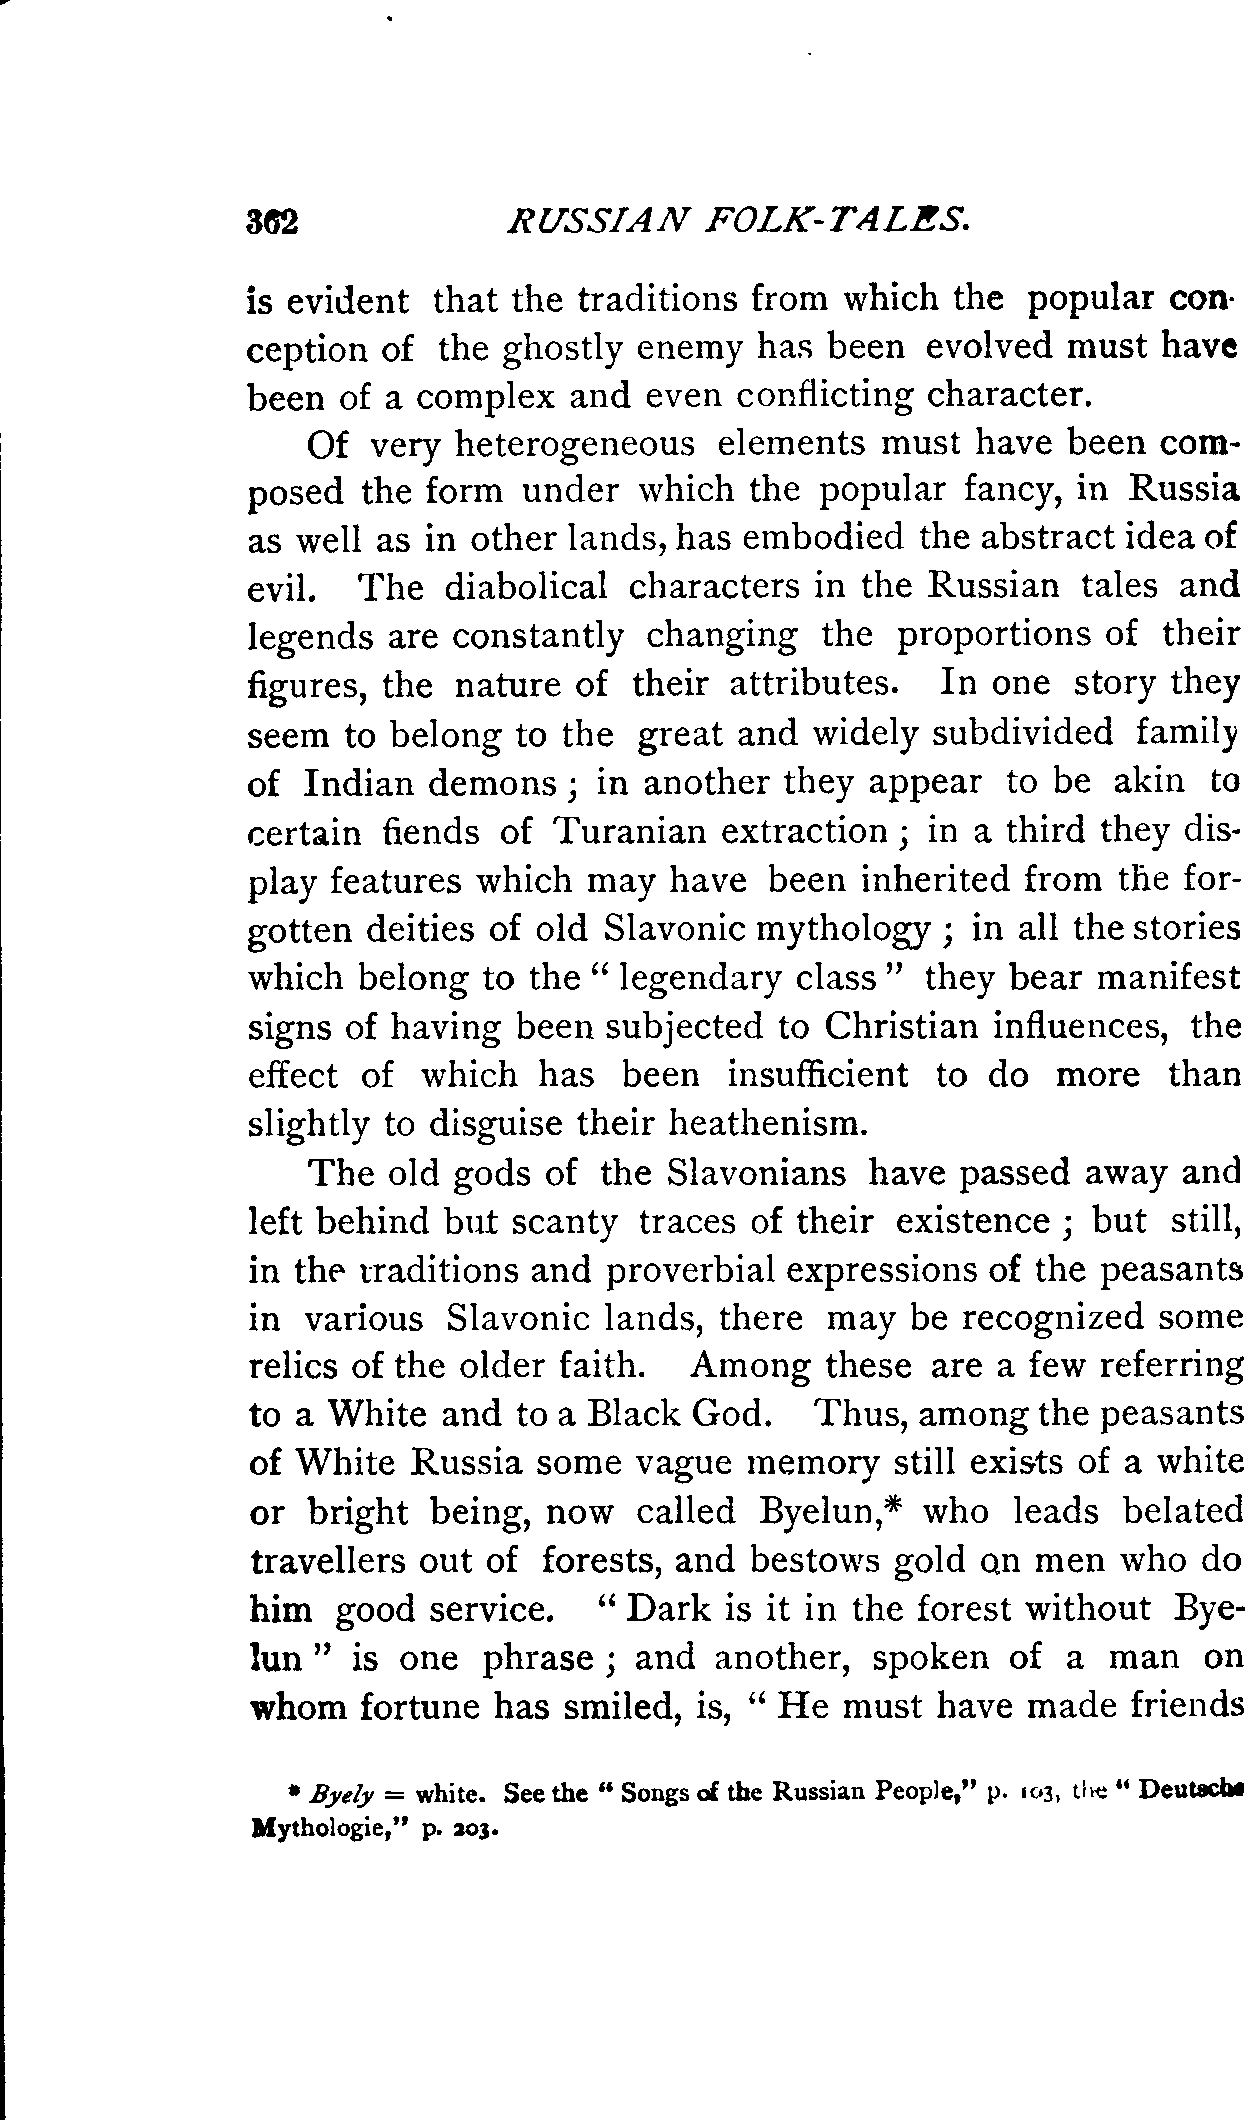 362 RUSSIAN FOLK-TALES.
is evident that the traditions from which the popular con-
ception of the ghostly enemy has been evolved must have
been of a complex and even conflicting character.
Of very heterogeneous elements must have been com-
posed the form under which the popular fancy, in Russia
as well as in other lands, has embodied the abstract idea of
evil. The diabolical characters in the Russian tales and
legends are constantly changing the proportions of their
figures, the nature of their attributes. In one story they
seem to belong to the great and widely subdivided family
of Indian demons ; in another they appear to be akin to
certain fiends of Turanian extraction ; in a third they dis-
play features which may have been inherited from the for-
gotten deities of old Slavonic mythology ; in all the stories
which belong to the " legendary class " they bear manifest
signs of having been subjected to Christian influences, the
effect of which has been insufficient to do more than
slightly to disguise their heathenism.
The old gods of the Slavonians have passed away and
left behind but scanty traces of their existence ; but still,
in the traditions and proverbial expressions of the peasants
in various Slavonic lands, there may be recognized some
relics of the older faith. Among these are a few referring
to a White and to a Black God. Thus, among the peasants
of White Russia some vague memory still exists of a white
or bright being, now called Byelun,* who leads belated
travellers out of forests, and bestows gold on men who do
him good service. " Dark is it in the forest without Bye-
lun " is one phrase ; and another, spoken of a man on
whom fortune has smiled, is, " He must have made friends
* Byely = white. See the " Songs of the Russian People," p. 103, the " Deutsche
Mythologie," p. 203.